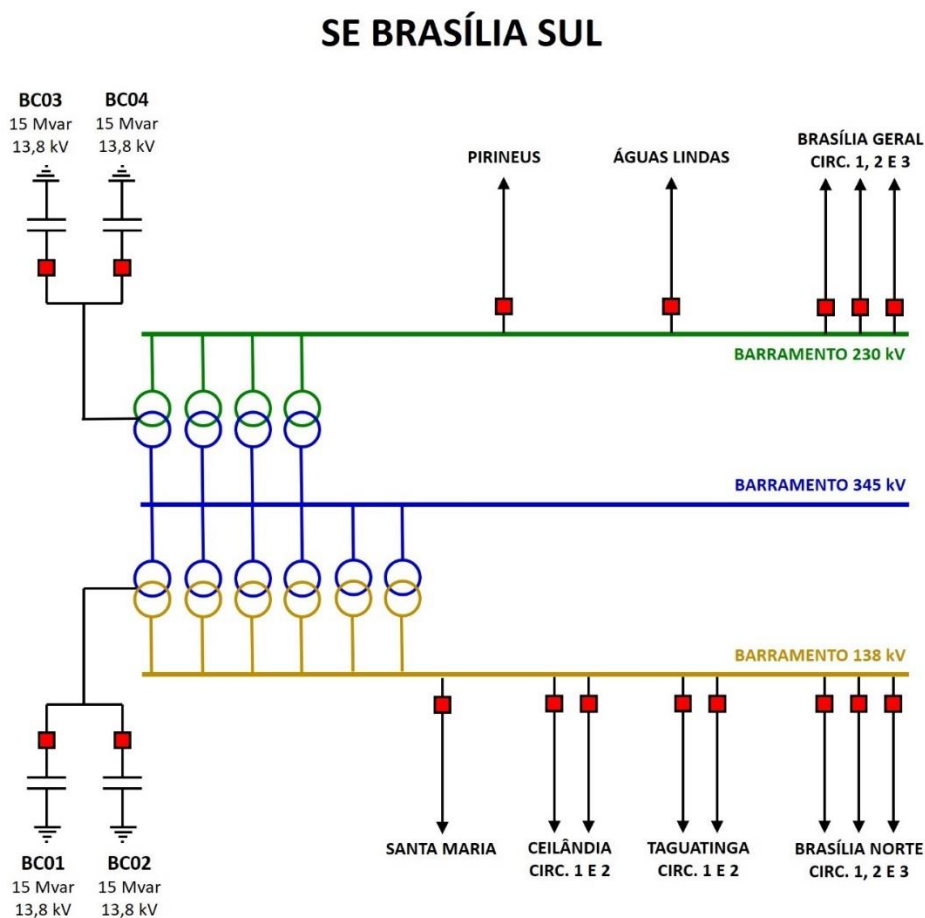 SE BRASÍLIA SUL
BC03
15 Mvar
13,8 kV
BC04
15 Mvar
13,8 kV
PIRINEUS
ÁGUAS LINDAS
BRASÍLIA GERAL
CIRC. 1, 2 E 3
BARRAMENTO 230 kV
BARRAMENTO 345 kV
BARRAMENTO 138 kV
SANTA MARIA
CEILÂNDIA
CIRC. 1 E 2
TAGUATINGA
CIRC. 1 E 2
BRASÍLIA NORTE
CIRC. 1, 2 E 3
BC01
15 Mvar
13,8 kV
BC02
15 Mvar
13,8 kV